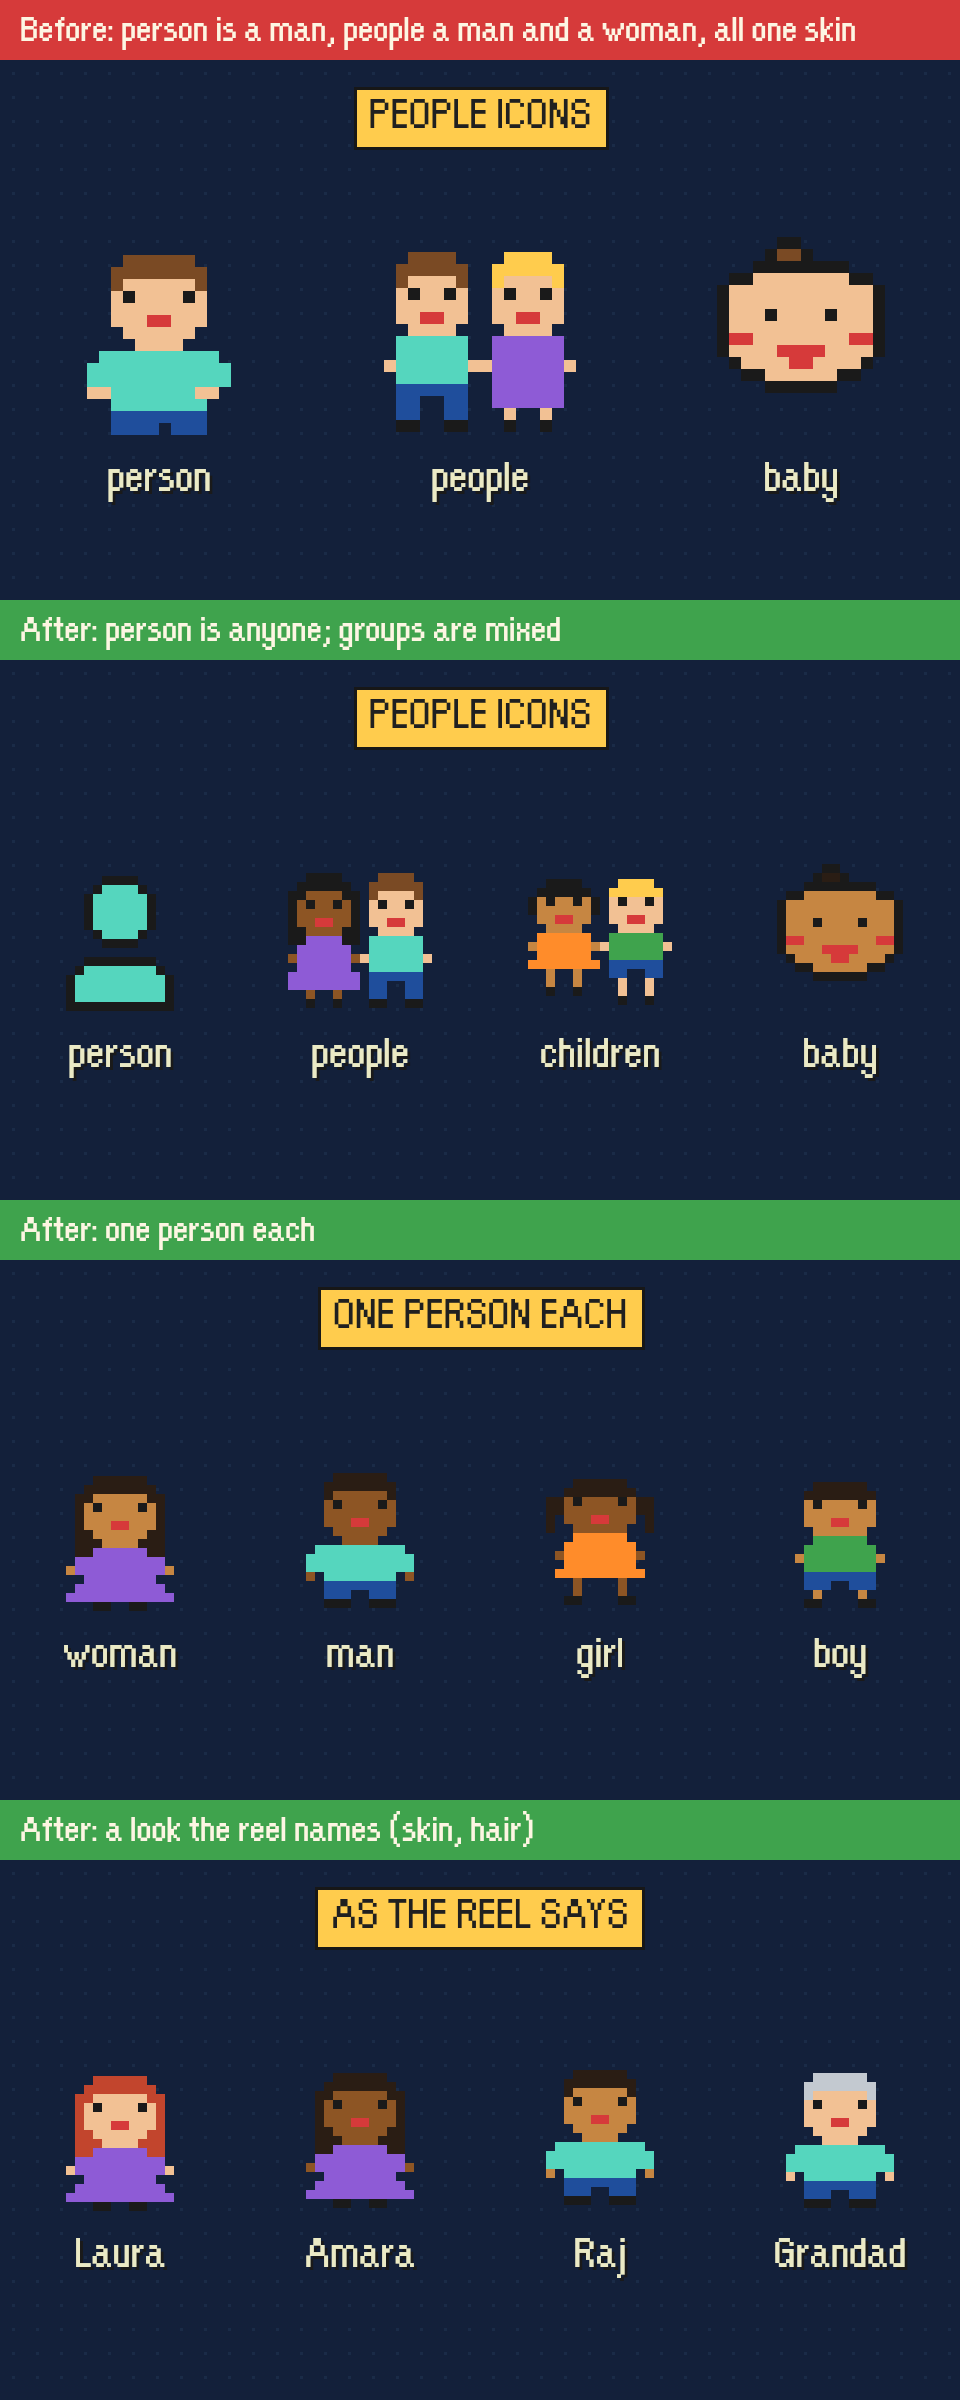 Before: person is a man, people a man and a woman, all one skin
PEOPLE ICONS
person people baby
After: person is anyone; groups are mixed
PEOPLE ICONS
person people children baby
After: one person each
ONE PERSON EACH
woman man girl boy
After: a look the reel names (skin, hair)
AS THE REEL SAYS
Laura Amara Raj Grandad